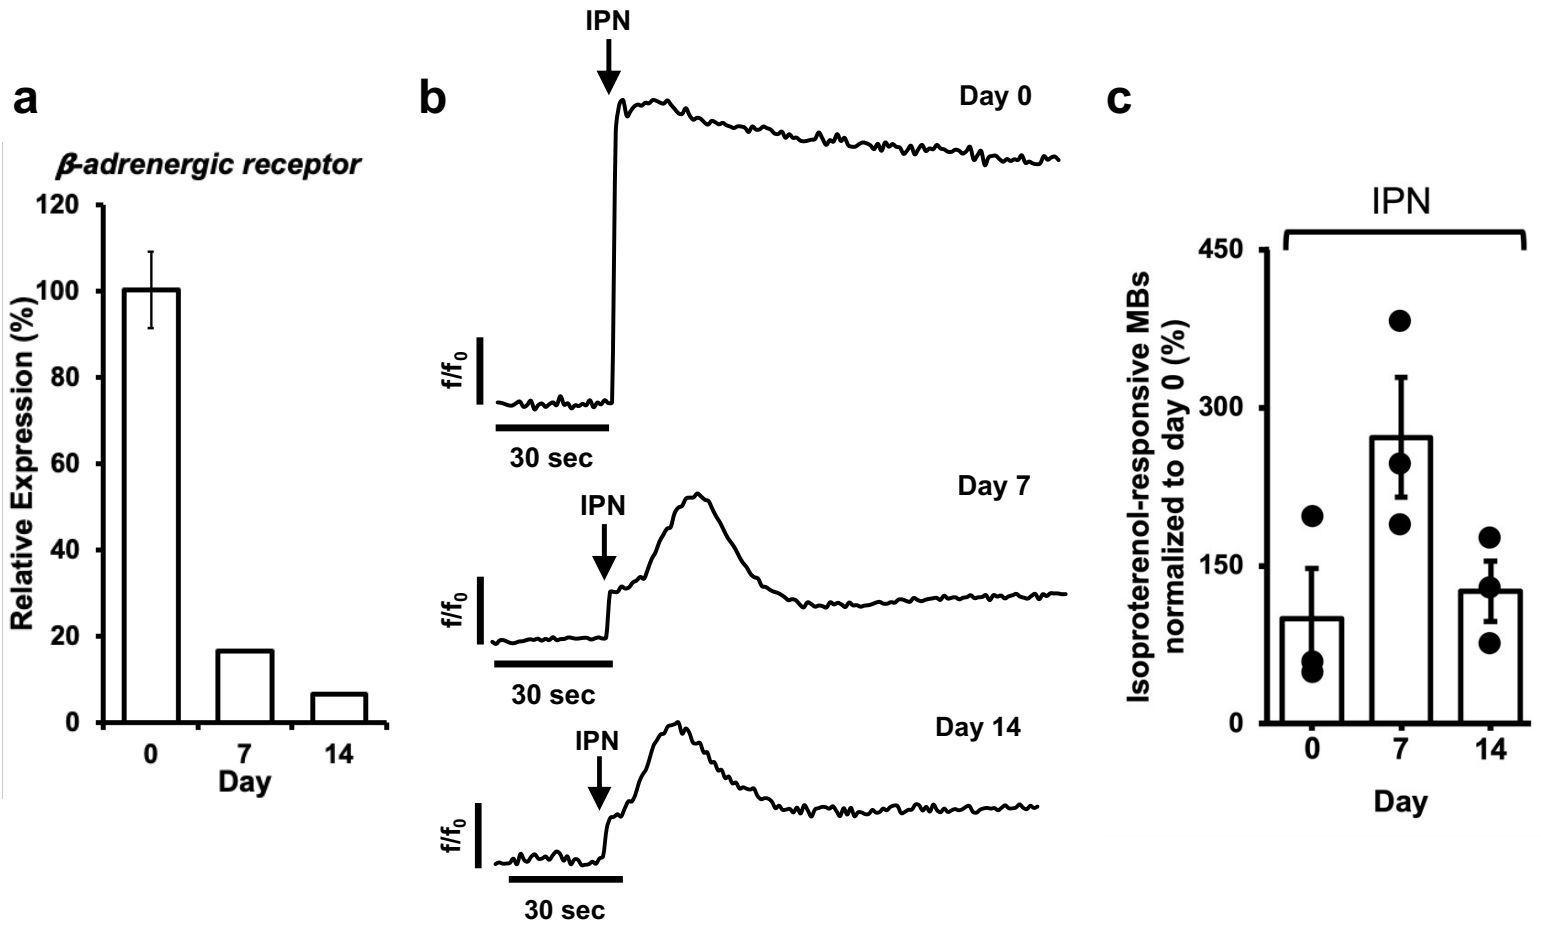 a
β-adrenergic receptor
Relative Expression (%)
120
100
80
60
40
20
0
0 7 14
Day
b
IPN
Day 0
f/f0
30 sec
IPN
Day 7
f/f0
30 sec
IPN
Day 14
f/f0
30 sec
c
IPN
Isoproterenol-responsive MBs
normalized to day 0 (%)
450
300
150
0
0 7 14
Day